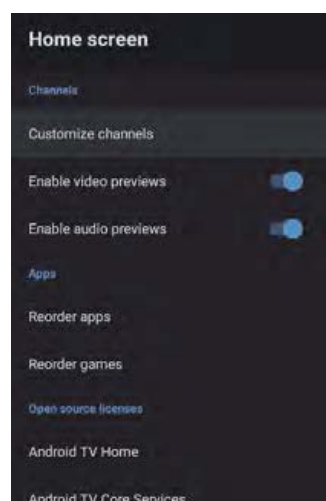 Home screen
Channels
Customize channels
Enable video previews
Enable audio previews
Apps
Reorder apps
Reorder games
Open source licenses
Android TV Home
Android TV Core Services